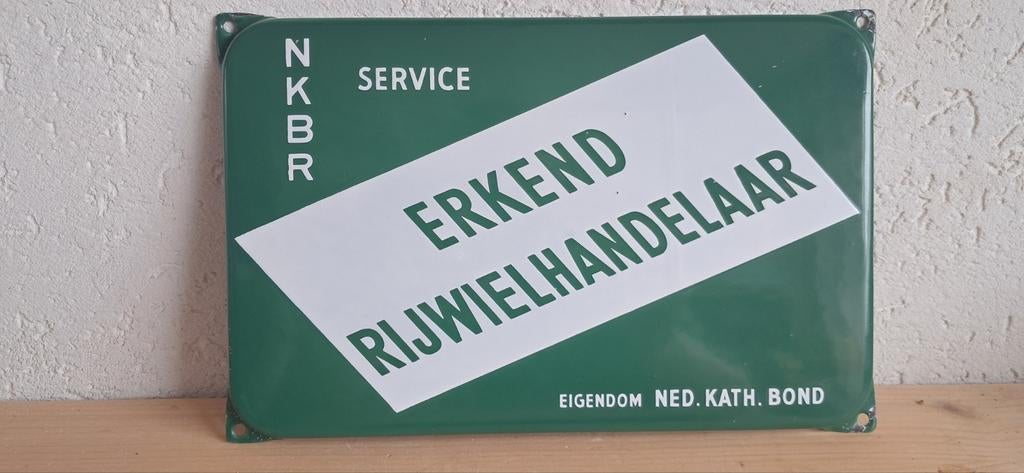 NKBR
SERVICE
ERKEND
RIJWIELHANDELAAR
EIGENDOM NED. KATH. BOND